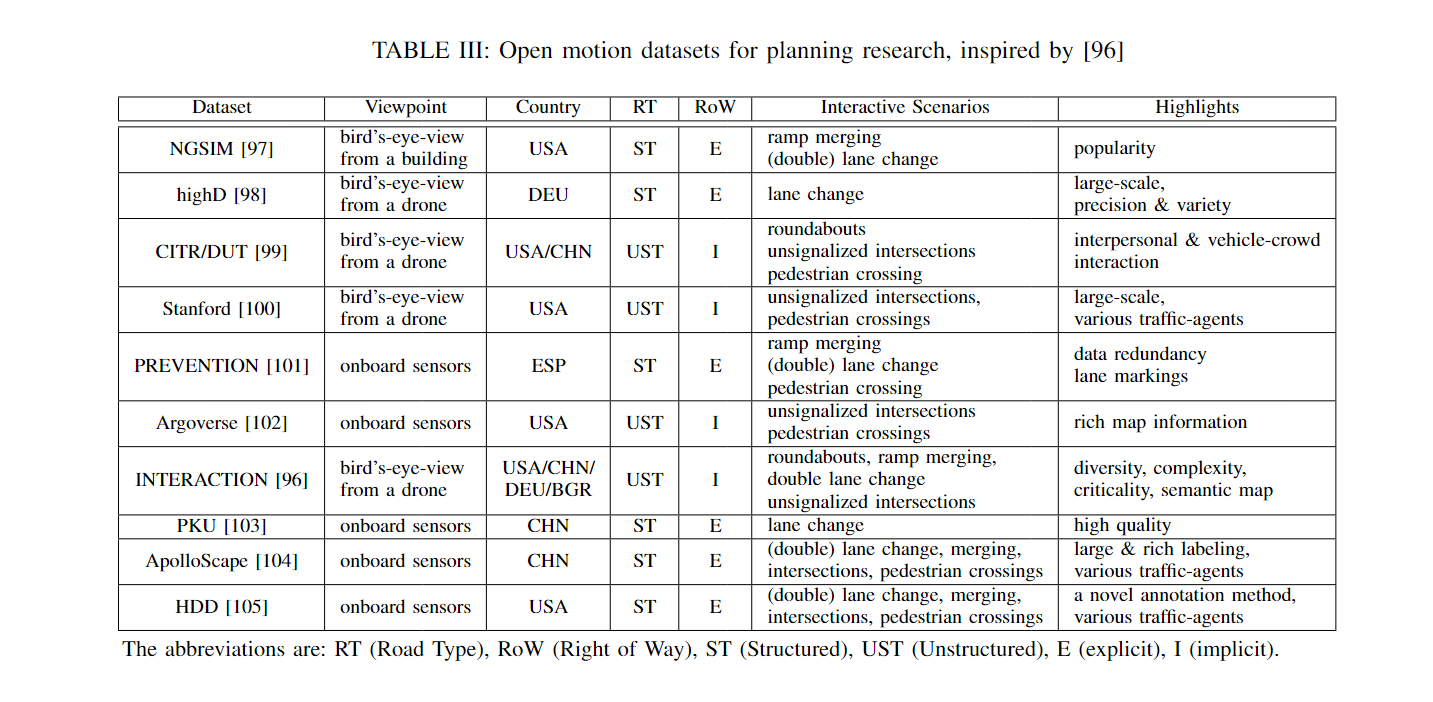 TABLE III: Open motion datasets for planning research, inspired by [96]
Dataset Viewpoint Country RT RoW Interactive Scenarios Highlights
NGSIM [97] bird's-eye-view from a building USA ST E ramp merging (double) lane change popularity
highD [98] bird's-eye-view from a drone DEU ST E lane change large-scale, precision & variety
CITR/DUT [99] bird's-eye-view from a drone USA/CHN UST I roundabouts unsignalized intersections pedestrian crossing interpersonal & vehicle-crowd interaction
Stanford [100] bird's-eye-view from a drone USA UST I unsignalized intersections, pedestrian crossings large-scale, various traffic-agents
PREVENTION [101] onboard sensors ESP ST E ramp merging (double) lane change pedestrian crossing data redundancy lane markings
Argoverse [102] onboard sensors USA UST I unsignalized intersections pedestrian crossings rich map information
INTERACTION [96] bird's-eye-view from a drone USA/CHN/ DEU/BGR UST I roundabouts, ramp merging, double lane change unsignalized intersections diversity, complexity, criticality, semantic map
PKU [103] onboard sensors CHN ST E lane change high quality
ApolloScape [104] onboard sensors CHN ST E (double) lane change, merging, intersections, pedestrian crossings large & rich labeling, various traffic-agents
HDD [105] onboard sensors USA ST E (double) lane change, merging, intersections, pedestrian crossings a novel annotation method, various traffic-agents
The abbreviations are: RT (Road Type), RoW (Right of Way), ST (Structured), UST (Unstructured), E (explicit), I (implicit).